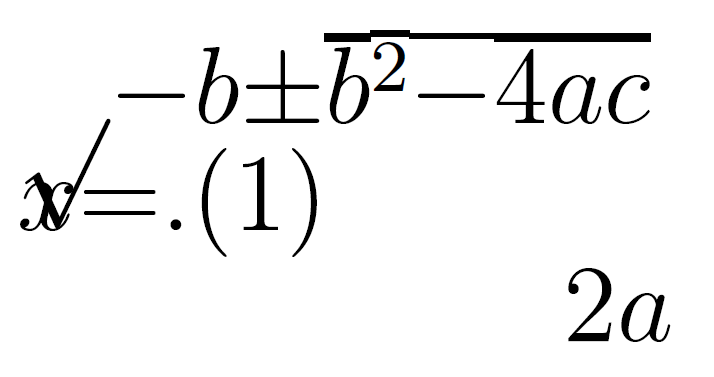 −b±b²−4ac
x√=.(1)
2a